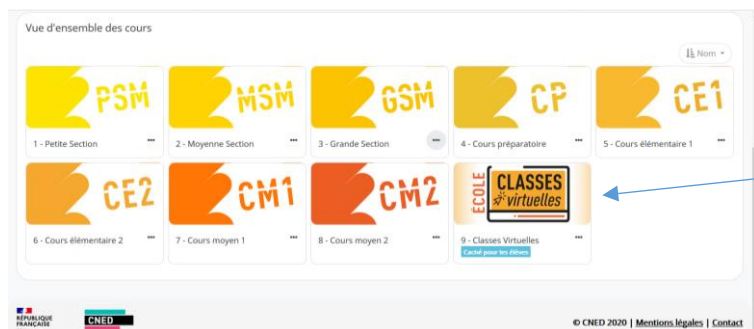 Vue d'ensemble des cours
Nom
PSM
MSM
GSM
CP
CE1
1 - Petite Section
2 - Moyenne Section
3 - Grande Section
4 - Cours préparatoire
5 - Cours élémentaire 1
CE2
CM1
CM2
ÉCOLE
CLASSES
virtuelles
6 - Cours élémentaire 2
7 - Cours moyen 1
8 - Cours moyen 2
9 - Classes Virtuelles
Caché pour les élèves
RÉPUBLIQUE
FRANÇAISE
CNED
© CNED 2020 | Mentions légales | Contact